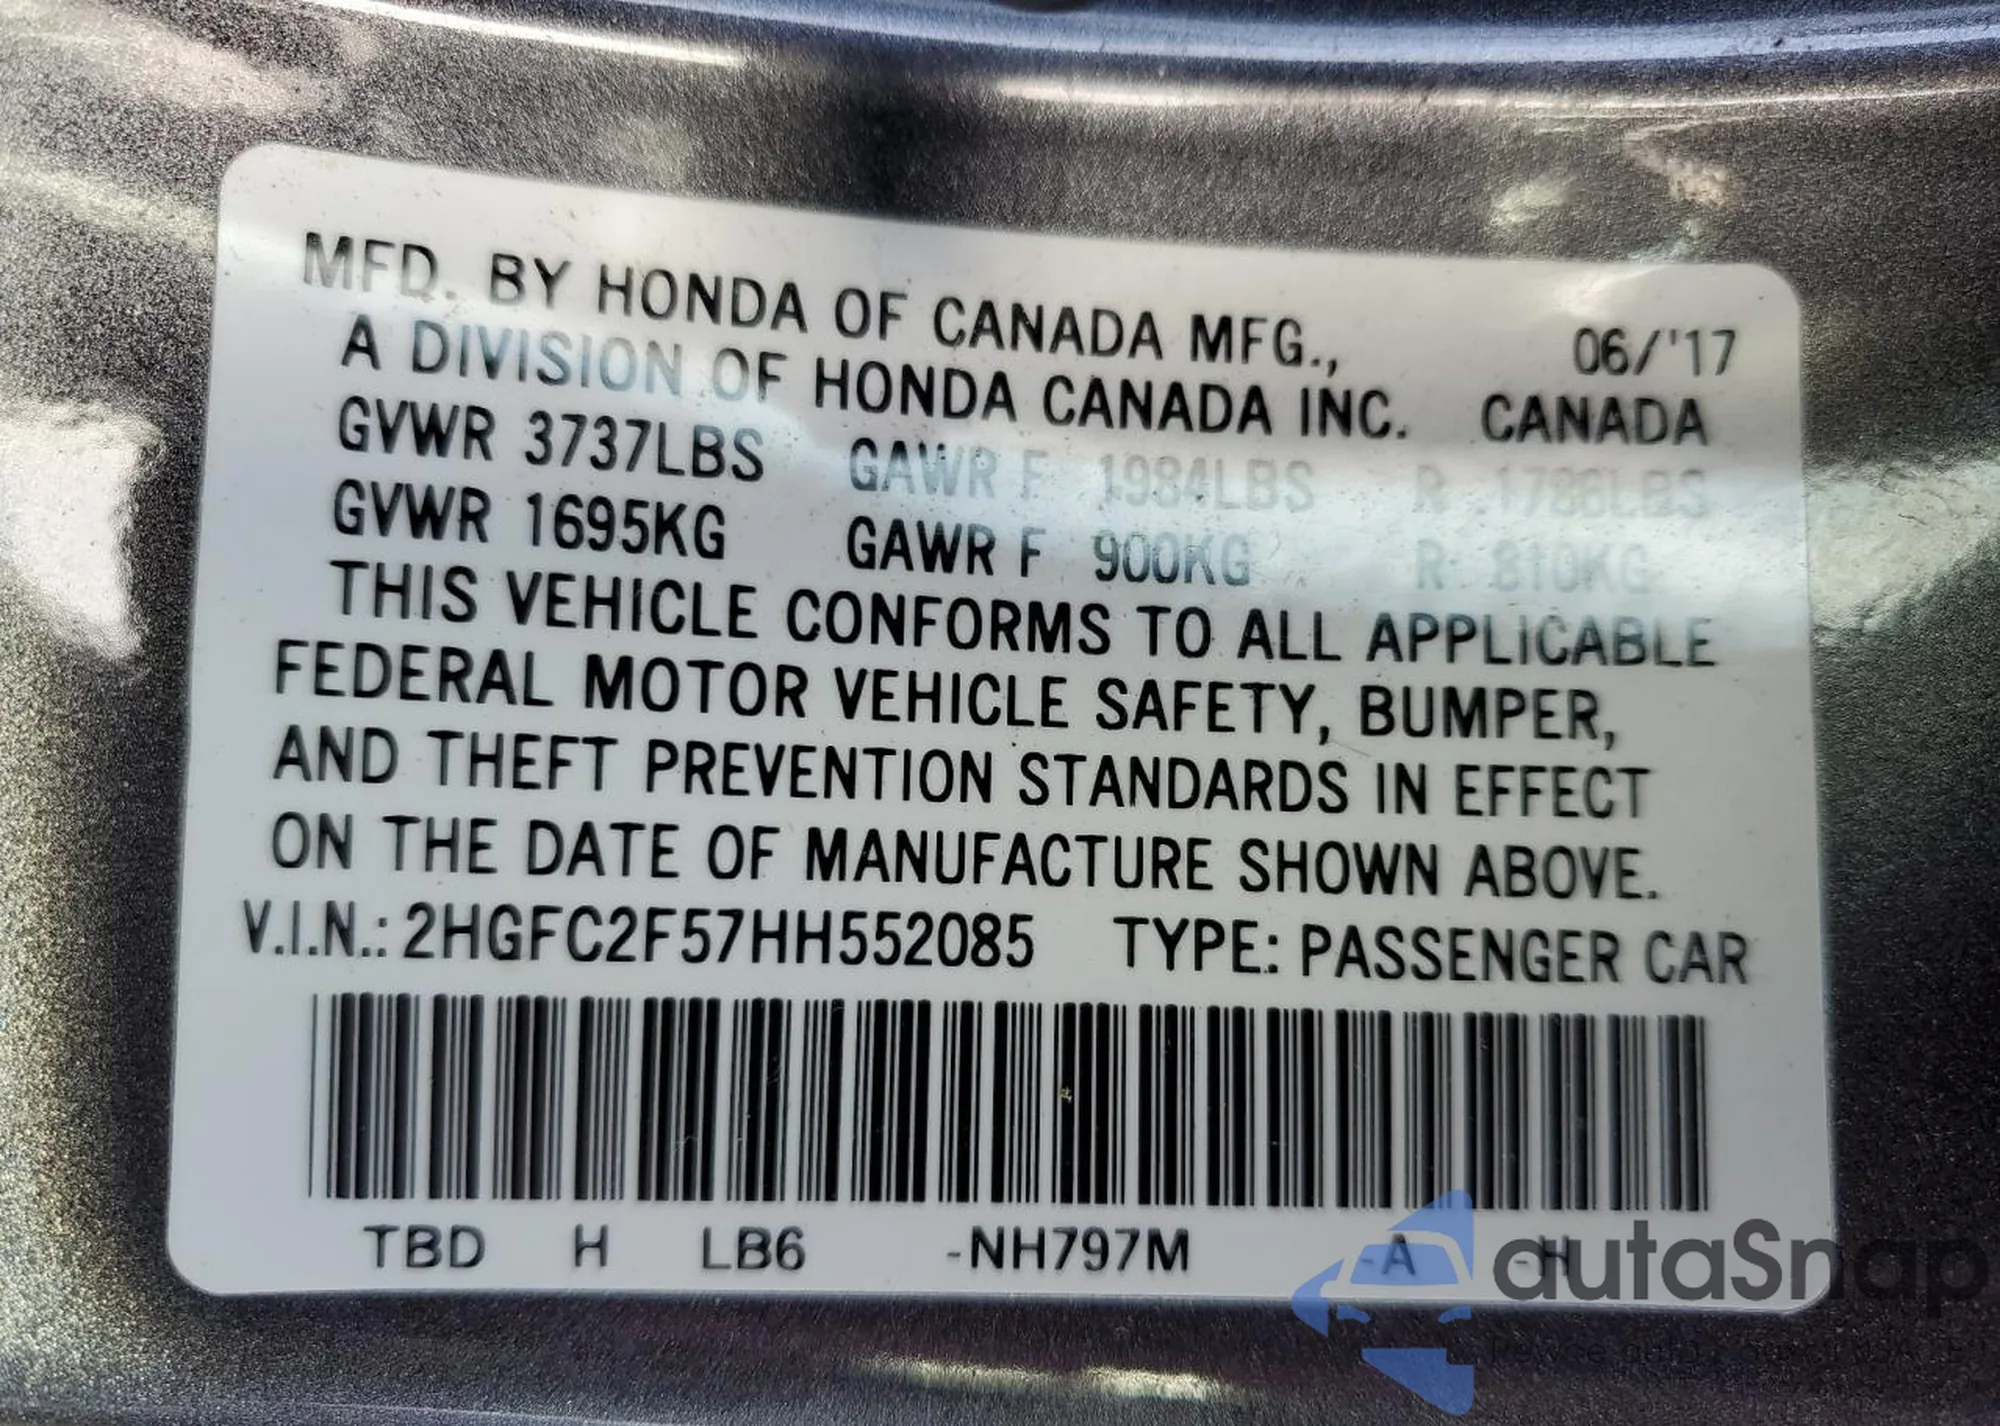 MFD. BY HONDA OF CANADA MFG., 06/'17
A DIVISION OF HONDA CANADA INC. CANADA
GVWR 3737LBS GAWR F 1984LBS R 1786LBS
GVWR 1695KG GAWR F 900KG R 810KG
THIS VEHICLE CONFORMS TO ALL APPLICABLE
FEDERAL MOTOR VEHICLE SAFETY, BUMPER,
AND THEFT PREVENTION STANDARDS IN EFFECT
ON THE DATE OF MANUFACTURE SHOWN ABOVE.
V.I.N.: 2HGFC2F57HH552085 TYPE: PASSENGER CAR
TBD H LB6 -NH797M -A -H
autaSnap